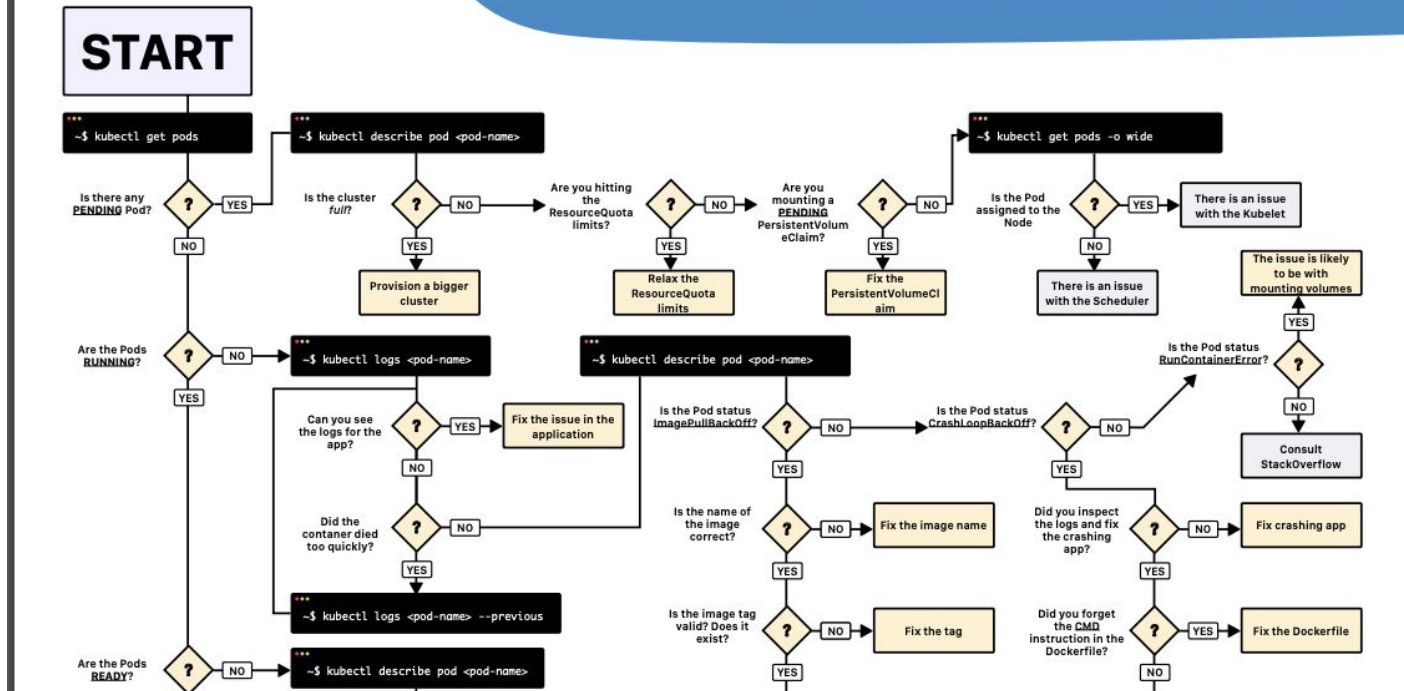 START
~$ kubectl get pods
~$ kubectl describe pod <pod-name>
~$ kubectl get pods -o wide
Is there any
PENDING Pod?
?
YES
NO
Is the cluster
full?
?
NO
YES
Provision a bigger
cluster
Are you hitting
the
ResourceQuota
limits?
?
NO
YES
Relax the
ResourceQuota
limits
Are you
mounting a
PENDING
PersistentVolum
eClaim?
?
NO
YES
Fix the
PersistentVolumeCl
aim
Is the Pod
assigned to the
Node
?
YES
There is an issue
with the Kubelet
NO
There is an issue
with the Scheduler
The issue is likely
to be with
mounting volumes
YES
Is the Pod status
RunContainerError?
?
NO
Consult
StackOverflow
Are the Pods
RUNNING?
?
NO
YES
~$ kubectl logs <pod-name>
~$ kubectl describe pod <pod-name>
Can you see
the logs for the
app?
?
YES
Fix the issue in the
application
NO
Did the
contaner died
too quickly?
?
NO
YES
~$ kubectl logs <pod-name> --previous
Is the Pod status
ImagePullBackOff?
?
NO
YES
Is the Pod status
CrashLoopBackOff?
?
NO
YES
Is the name of
the image
correct?
?
NO
Fix the image name
YES
Did you inspect
the logs and fix
the crashing
app?
?
NO
Fix crashing app
YES
Is the image tag
valid? Does it
exist?
?
NO
Fix the tag
YES
Did you forget
the CMD
instruction in the
Dockerfile?
?
YES
Fix the Dockerfile
NO
Are the Pods
READY?
?
NO
~$ kubectl describe pod <pod-name>